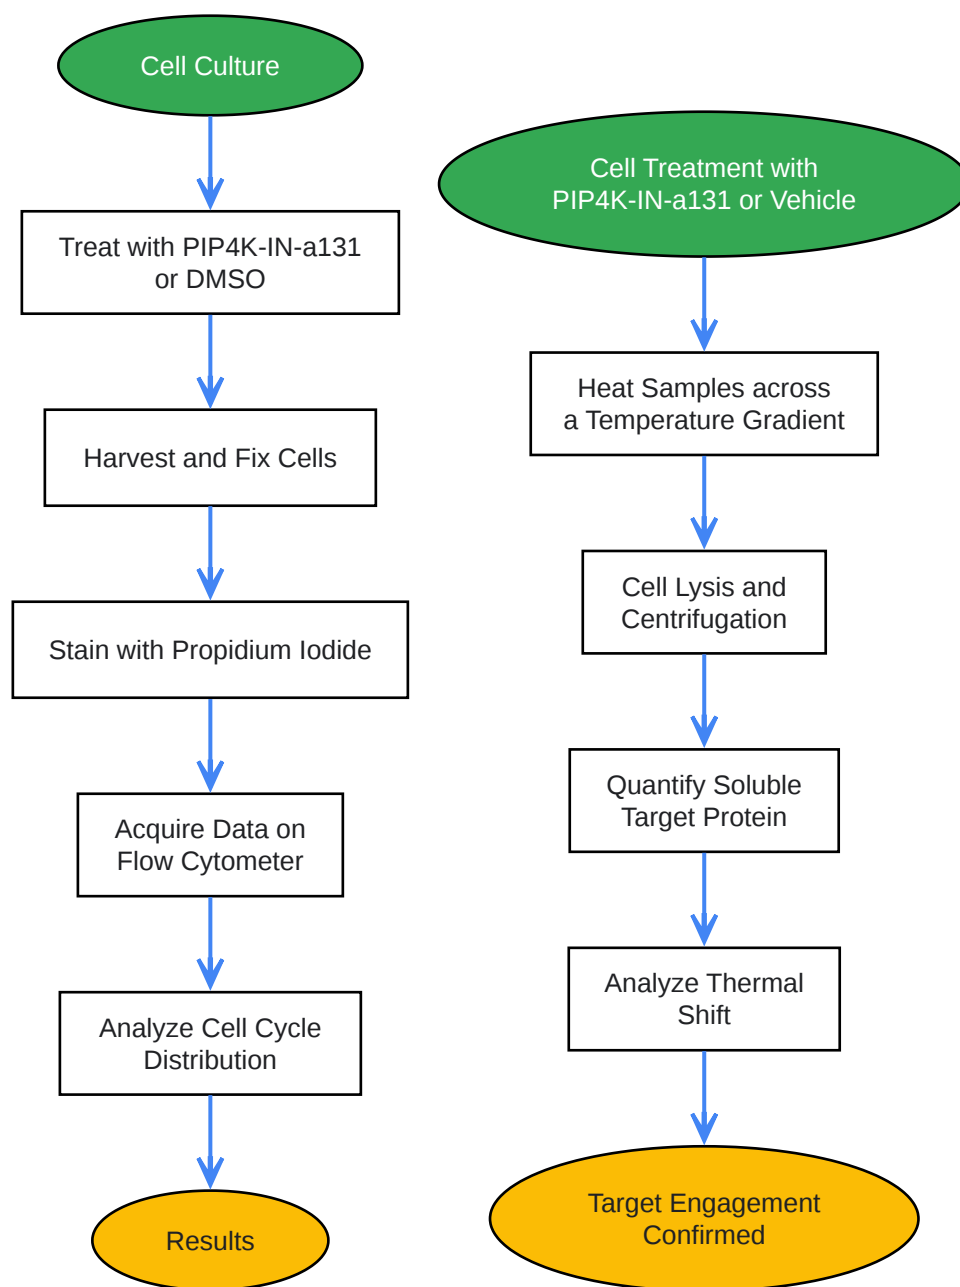 Cell Culture
Treat with PIP4K-IN-a131
or DMSO
Harvest and Fix Cells
Stain with Propidium Iodide
Acquire Data on
Flow Cytometer
Analyze Cell Cycle
Distribution
Results
Cell Treatment with
PIP4K-IN-a131 or Vehicle
Heat Samples across
a Temperature Gradient
Cell Lysis and
Centrifugation
Quantify Soluble
Target Protein
Analyze Thermal
Shift
Target Engagement
Confirmed